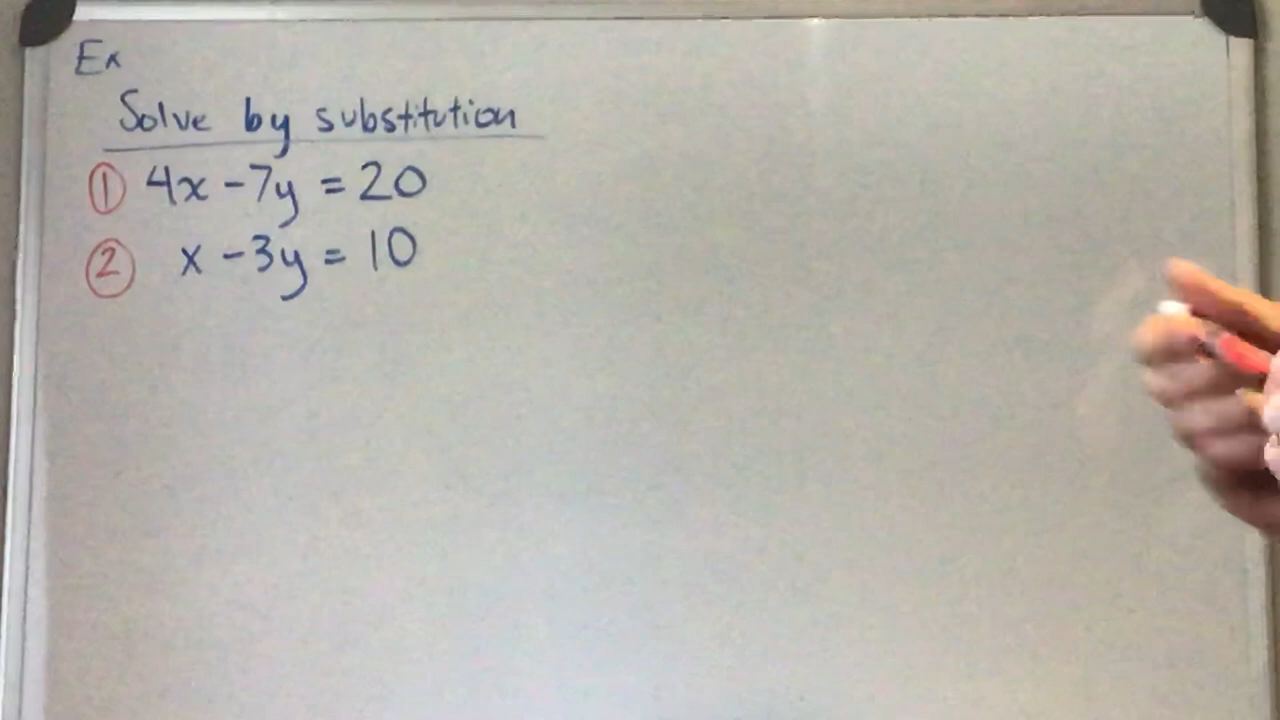 Ex
Solve by substitution
① 4x - 7y = 20
② x - 3y = 10